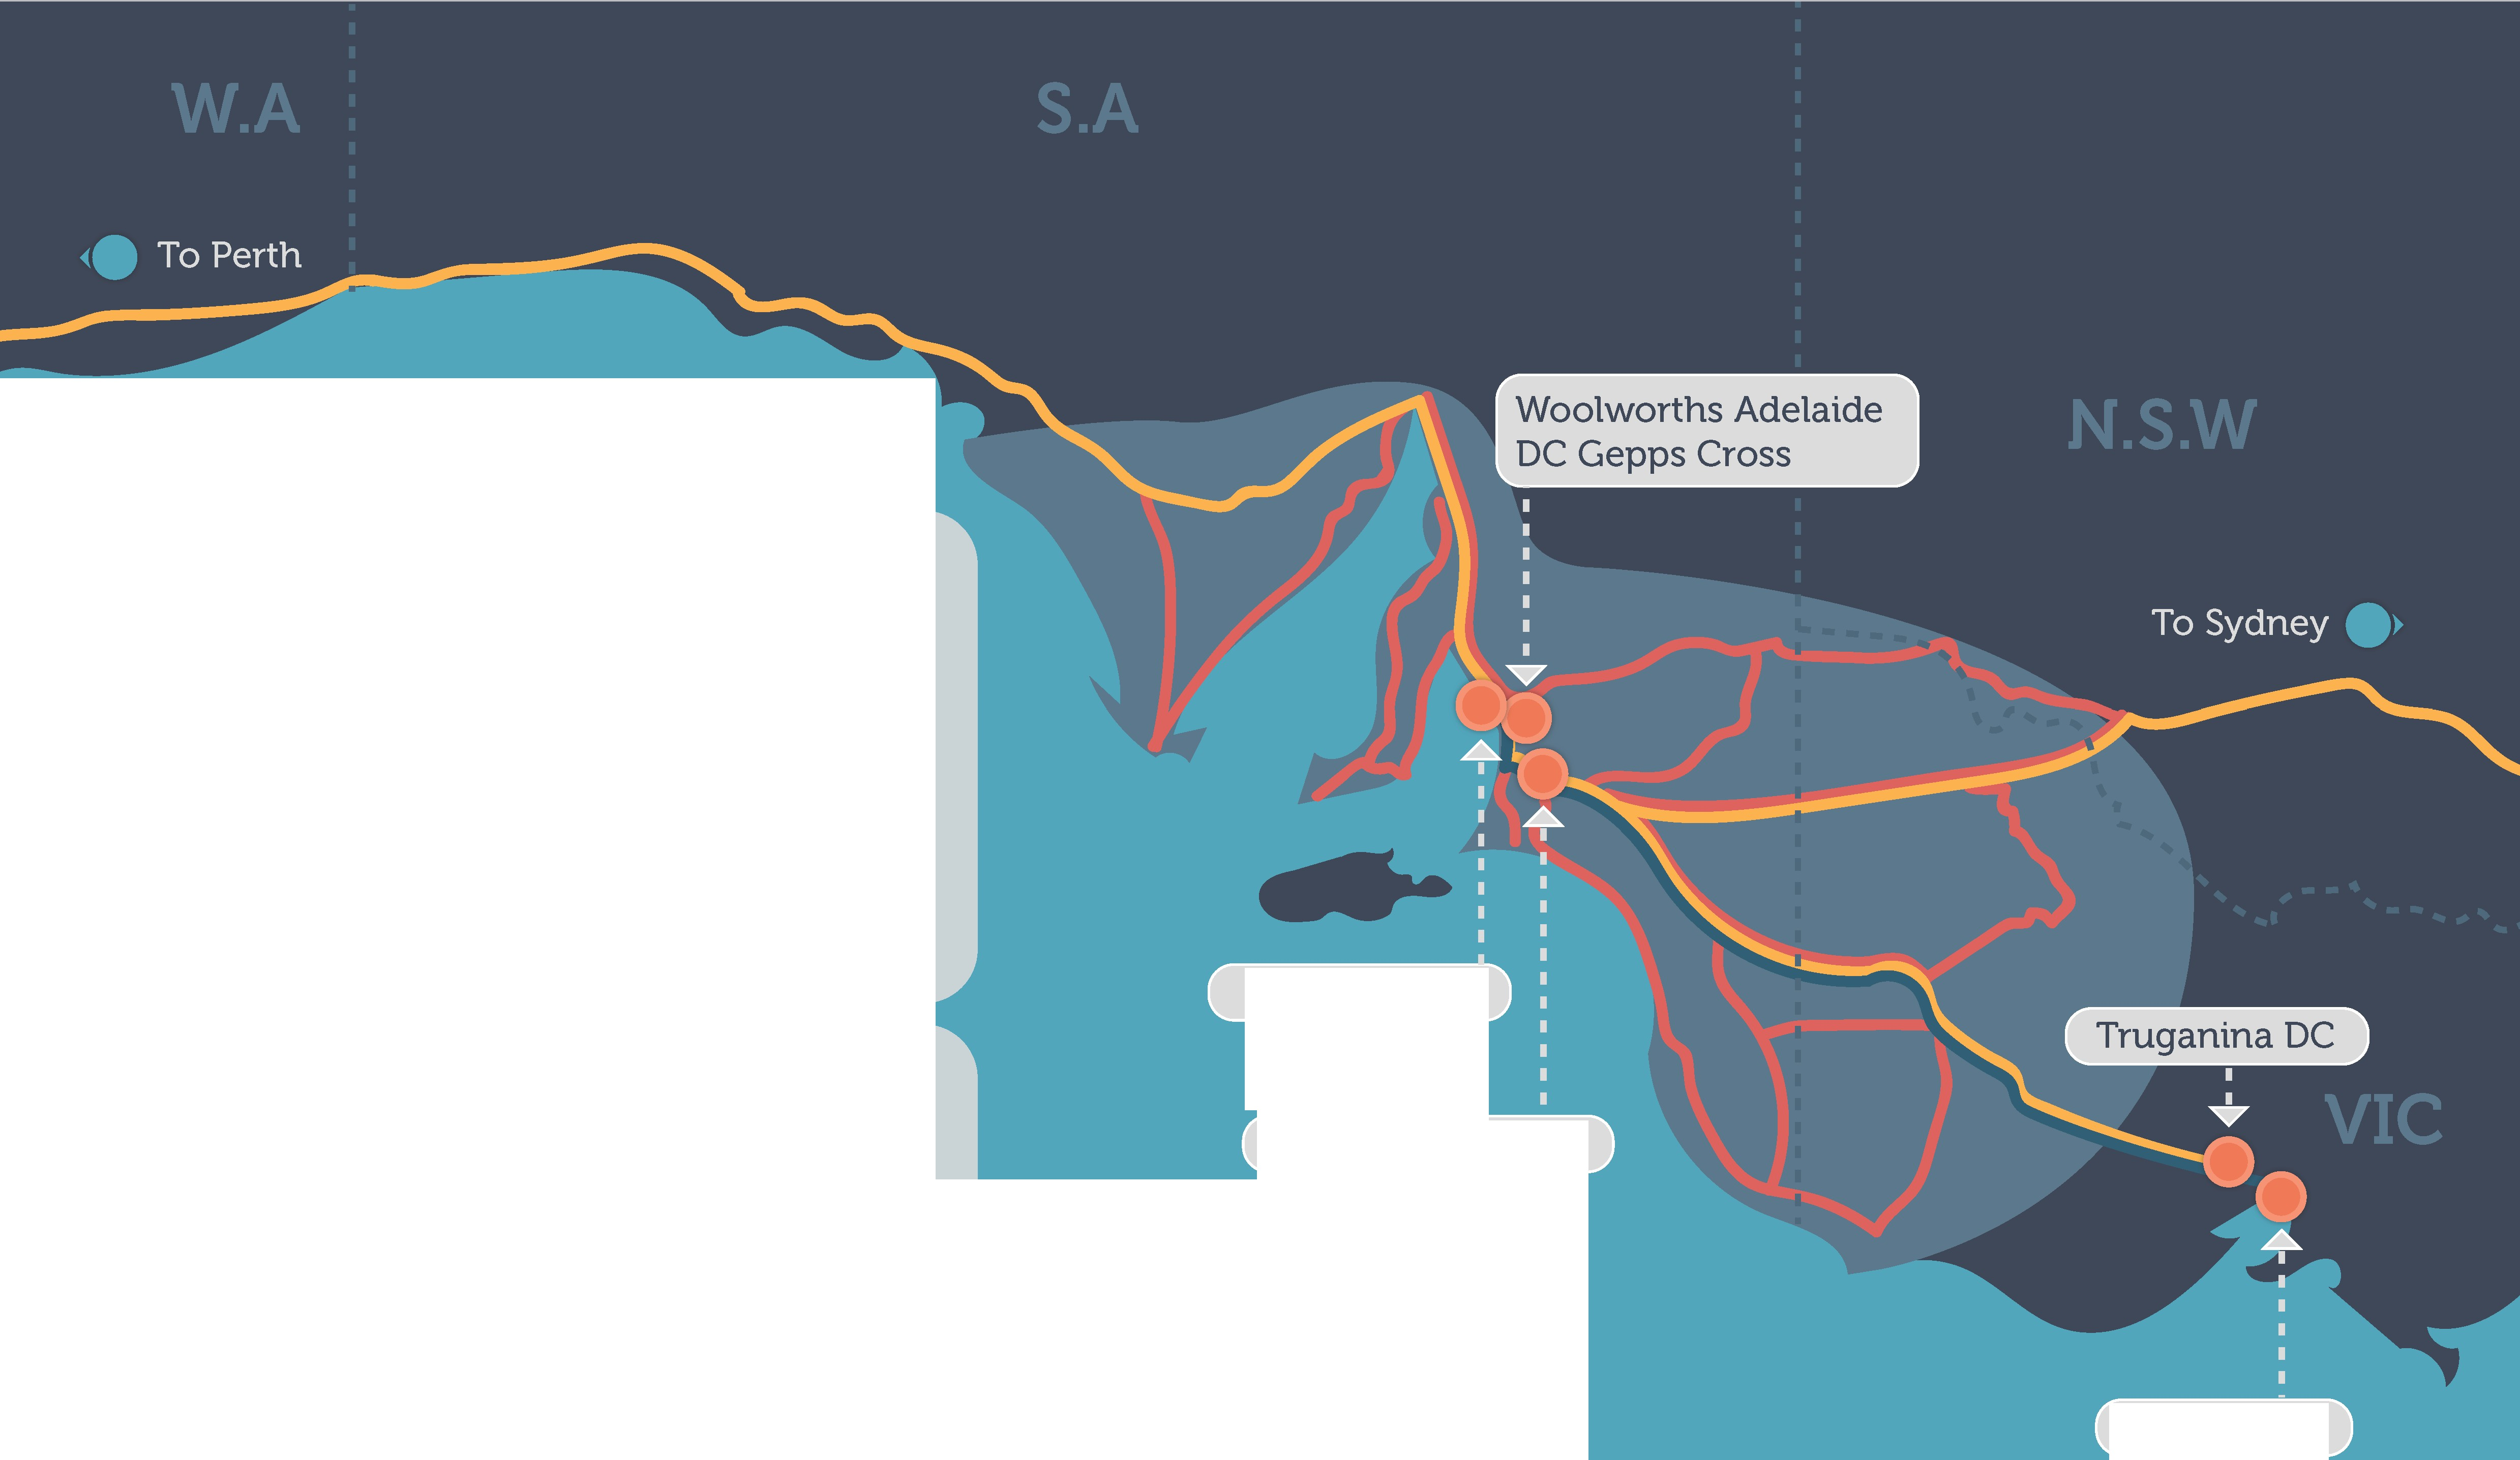 W.A
S.A
To Perth
Woolworths Adelaide
DC Gepps Cross
N.S.W
To Sydney
Truganina DC
VIC